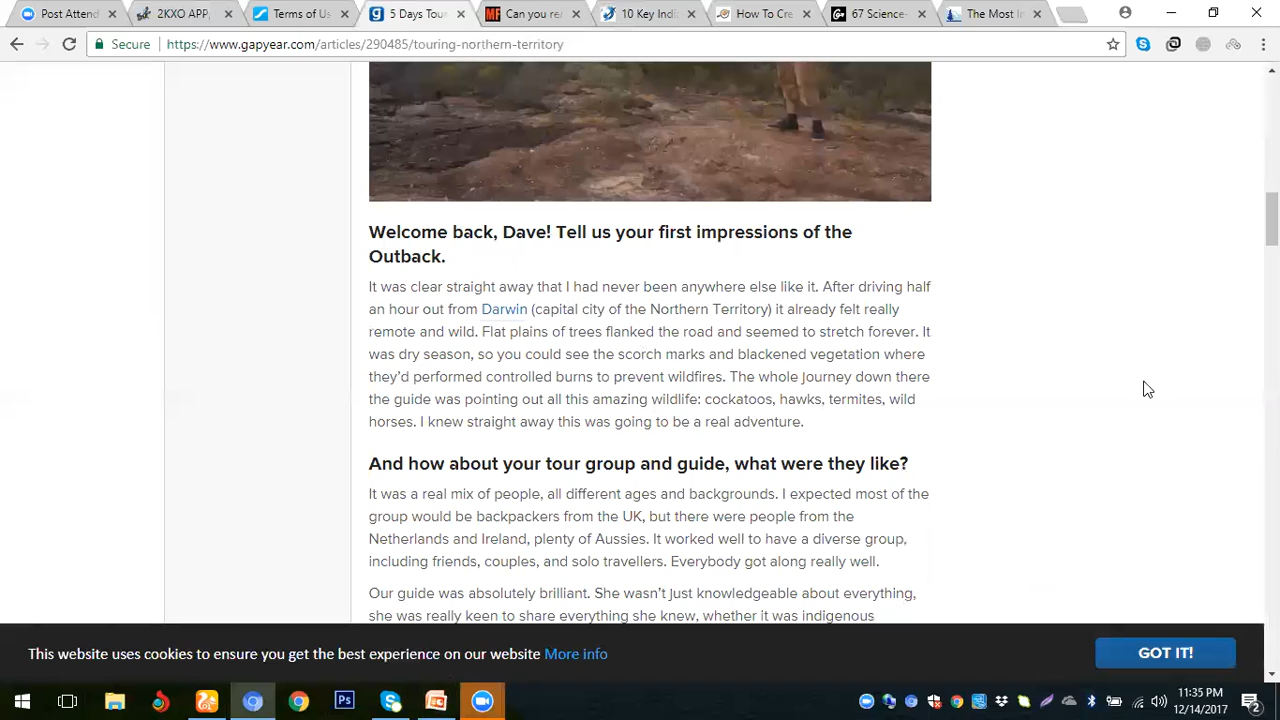 Post Attend
2KXO APP,
Terms of Us
5 Days Tou
Can you re
10 Key Indi
How To Cre
67 Science-
The Most In
Secure
https://www.gapyear.com/articles/290485/touring-northern-territory
Welcome back, Dave! Tell us your first impressions of the
Outback.
It was clear straight away that I had never been anywhere else like it. After driving half
an hour out from Darwin (capital city of the Northern Territory) it already felt really
remote and wild. Flat plains of trees flanked the road and seemed to stretch forever. It
was dry season, so you could see the scorch marks and blackened vegetation where
they'd performed controlled burns to prevent wildfires. The whole journey down there
the guide was pointing out all this amazing wildlife: cockatoos, hawks, termites, wild
horses. I knew straight away this was going to be a real adventure.
And how about your tour group and guide, what were they like?
It was a real mix of people, all different ages and backgrounds. I expected most of the
group would be backpackers from the UK, but there were people from the
Netherlands and Ireland, plenty of Aussies. It worked well to have a diverse group,
including friends, couples, and solo travellers. Everybody got along really well.
Our guide was absolutely brilliant. She wasn't just knowledgeable about everything,
she was really keen to share everything she knew, whether it was indigenous
This website uses cookies to ensure you get the best experience on our website More info
GOT IT!
11:35 PM
12/14/2017